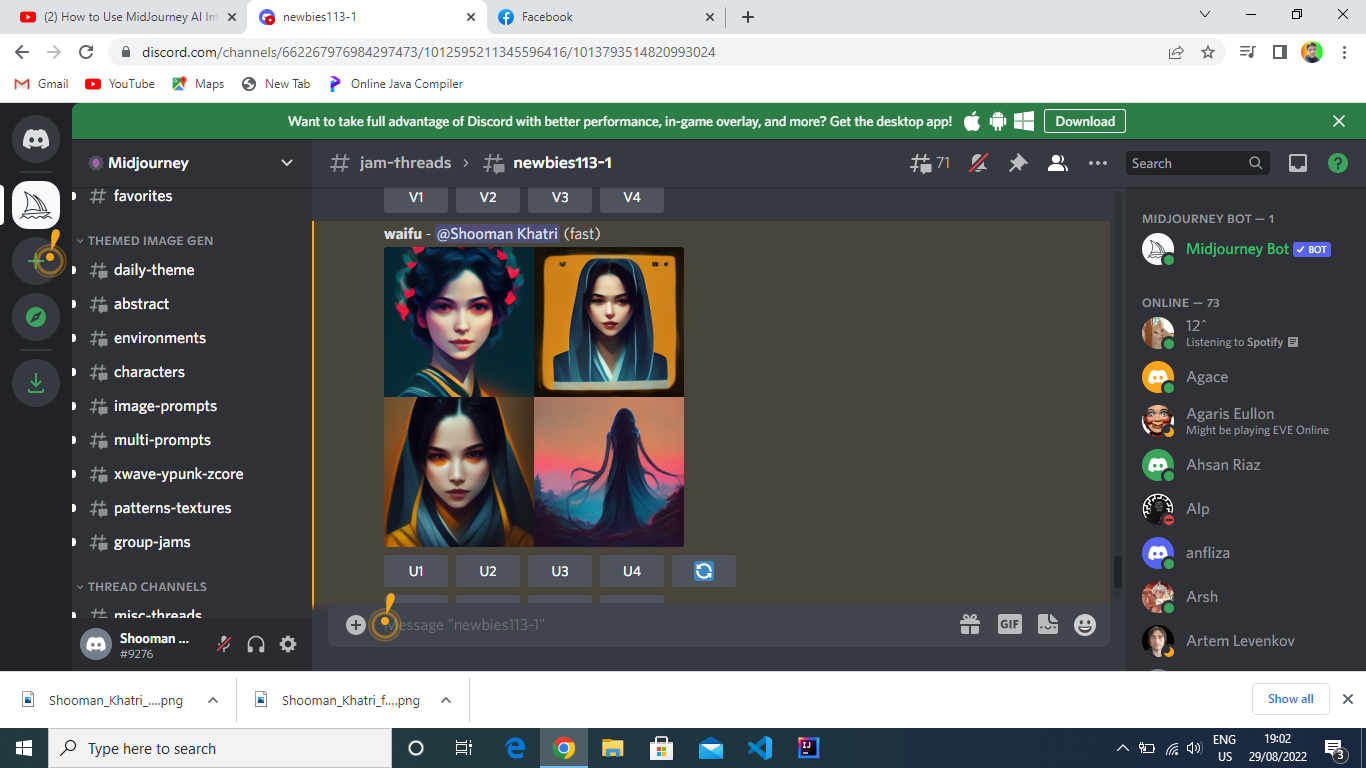 (2) How to Use MidJourney AI Im
newbies113-1
Facebook
discord.com/channels/662267976984297473/1012595211345596416/1013793514820993024
Gmail
YouTube
Maps
New Tab
Online Java Compiler
Want to take full advantage of Discord with better performance, in-game overlay, and more? Get the desktop app!
Download
Midjourney
jam-threads > newbies113-1
71
Search
favorites
THEMED IMAGE GEN
daily-theme
abstract
environments
characters
image-prompts
multi-prompts
xwave-ypunk-zcore
patterns-textures
group-jams
THREAD CHANNELS
misc-threads
Shooman ...
#9276
V1 V2 V3 V4
waifu - @Shooman Khatri (fast)
U1 U2 U3 U4
Message "newbies113-1"
GIF
MIDJOURNEY BOT — 1
Midjourney Bot BOT
ONLINE — 73
12ˆ
Listening to Spotify
Agace
Agaris Eullon
Might be playing EVE Online
Ahsan Riaz
Alp
anfliza
Arsh
Artem Levenkov
Shooman_Khatri_....png
Shooman_Khatri_f....png
Show all
Type here to search
ENG
US
19:02
29/08/2022
3